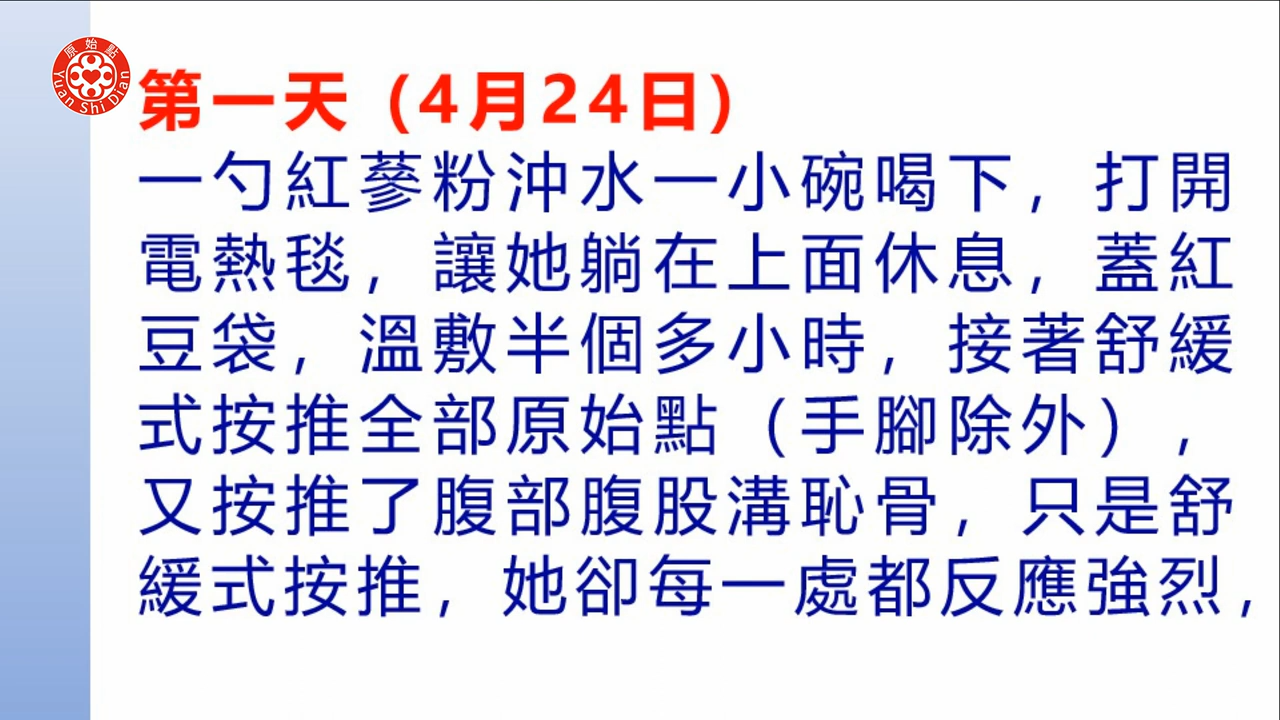 原始點
Yuan Shi Dian
第一天（4月24日）
一勺紅蔘粉沖水一小碗喝下，打開
電熱毯，讓她躺在上面休息，蓋紅
豆袋，溫敷半個多小時，接著舒緩
式按推全部原始點（手腳除外），
又按推了腹部腹股溝恥骨，只是舒
緩式按推，她卻每一處都反應強烈，